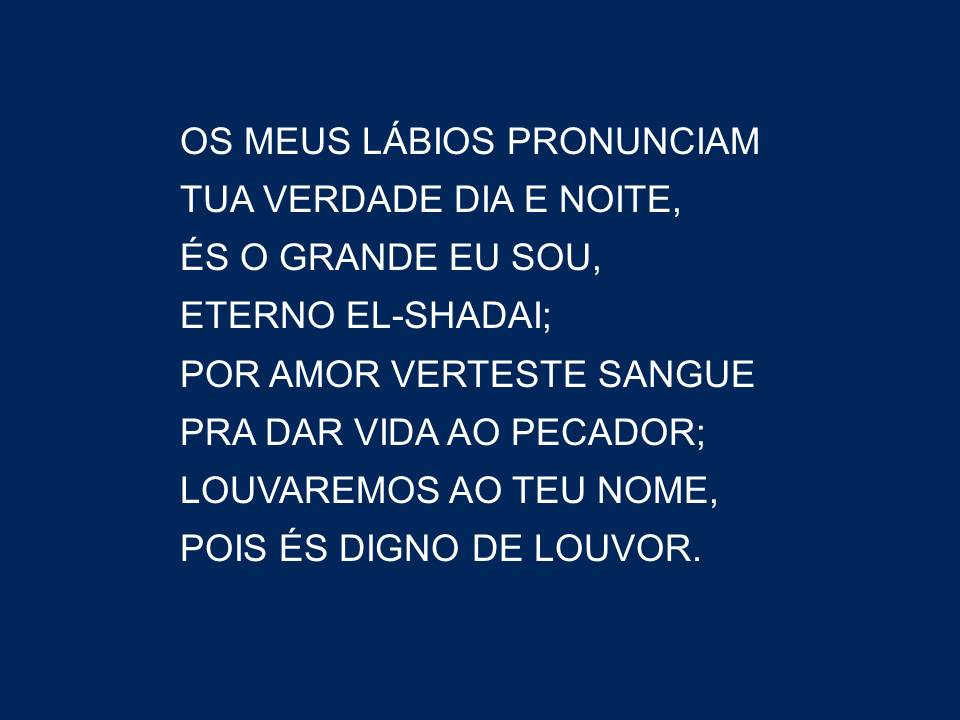 OS MEUS LÁBIOS PRONUNCIAM
TUA VERDADE DIA E NOITE,
ÉS O GRANDE EU SOU,
ETERNO EL-SHADAI;
POR AMOR VERTESTE SANGUE
PRA DAR VIDA AO PECADOR;
LOUVAREMOS AO TEU NOME,
POIS ÉS DIGNO DE LOUVOR.